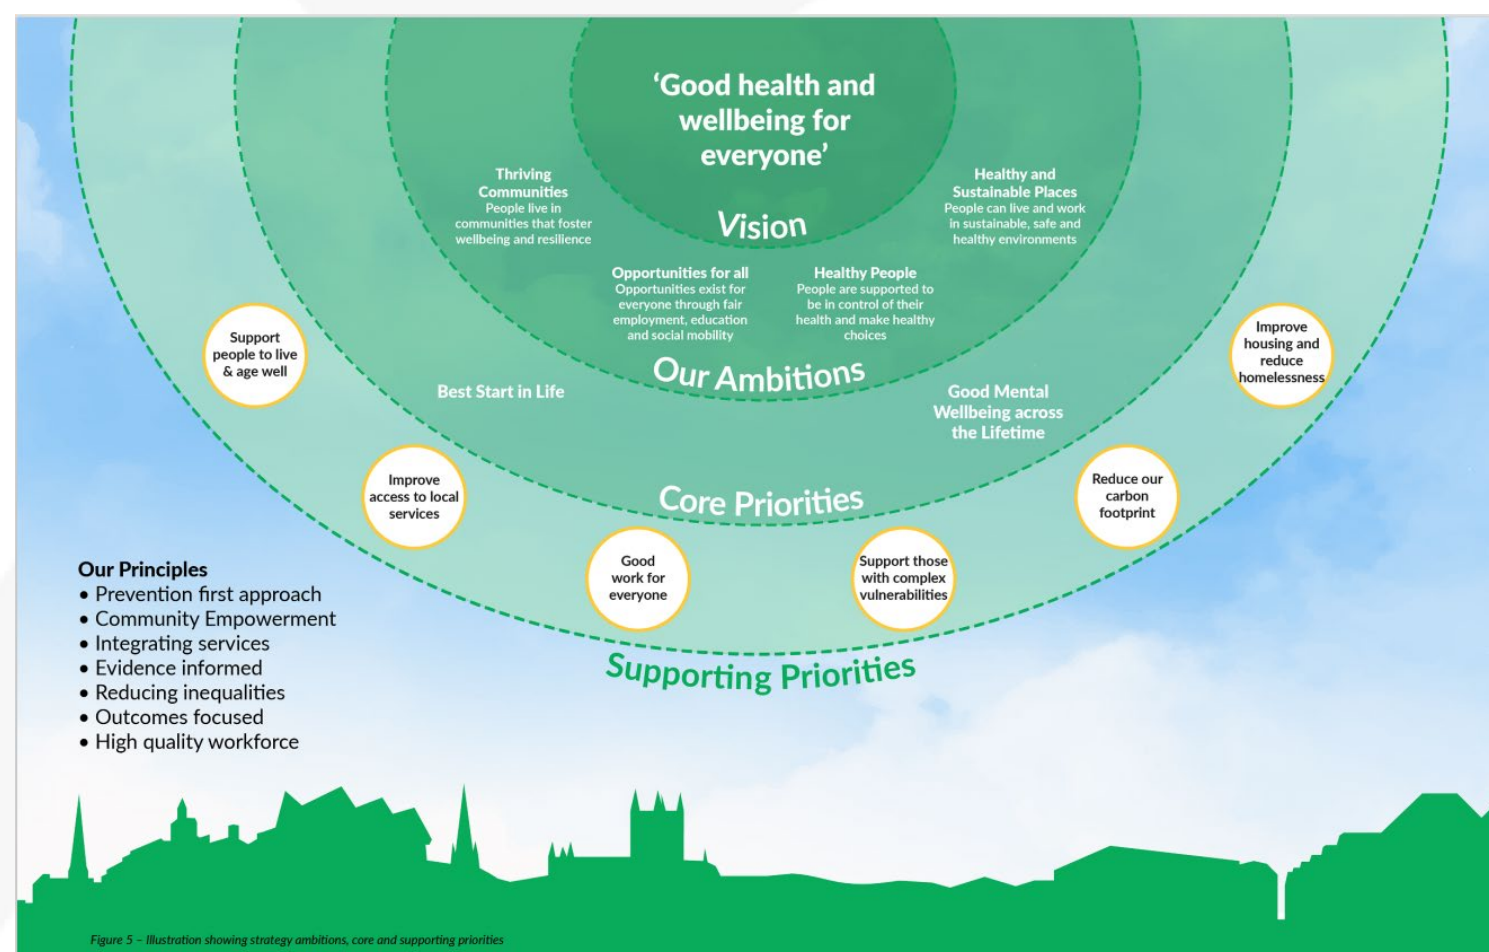 ‘Good health and
wellbeing for
everyone’
Vision
Thriving
Communities
People live in
communities that foster
wellbeing and resilience
Opportunities for all
Opportunities exist for
everyone through fair
employment, education
and social mobility
Healthy People
People are supported to
be in control of their
health and make healthy
choices
Healthy and
Sustainable Places
People can live and work
in sustainable, safe and
healthy environments
Our Ambitions
Best Start in Life
Good Mental
Wellbeing across
the Lifetime
Core Priorities
Support
people to live
& age well
Improve
access to local
services
Good
work for
everyone
Support those
with complex
vulnerabilities
Reduce our
carbon
footprint
Improve
housing and
reduce
homelessness
Supporting Priorities
Our Principles
• Prevention first approach
• Community Empowerment
• Integrating services
• Evidence informed
• Reducing inequalities
• Outcomes focused
• High quality workforce
Figure 5 – Illustration showing strategy ambitions, core and supporting priorities